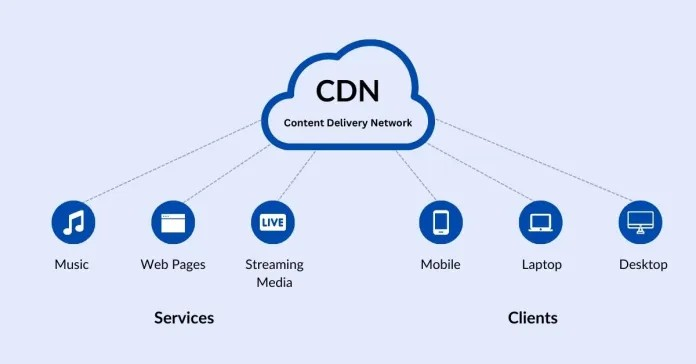 CDN
Content Delivery Network
LIVE
Music
Web Pages
Streaming
Media
Mobile
Laptop
Desktop
Services
Clients